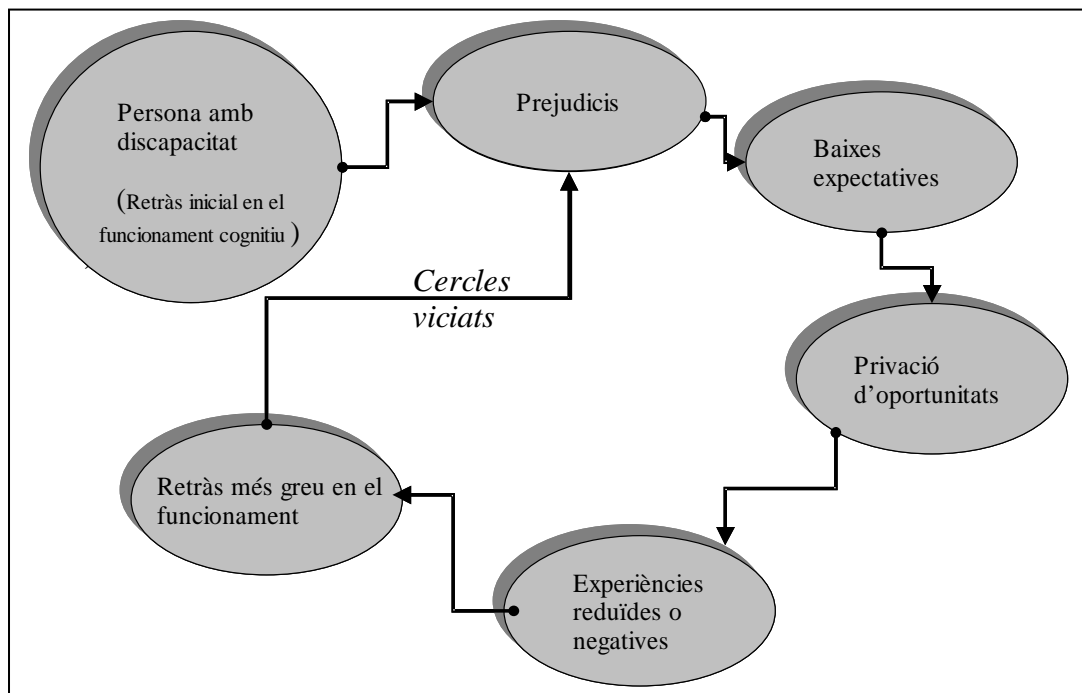 Persona amb
discapacitat
(Retràs inicial en el
funcionament cognitiu )
Prejudicis
Baixes
expectatives
Privació
d’oportunitats
Experiències
reduïdes o
negatives
Retràs més greu en el
funcionament
Cercles
viciats